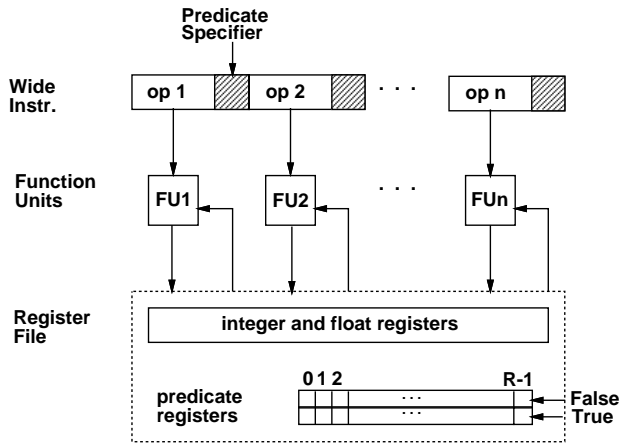 Predicate
Specifier
Wide
Instr.
op 1
op 2
. . .
op n
Function
Units
FU1
FU2
. . .
FUn
Register
File
integer and float registers
predicate
registers
0 1 2
R-1
...
...
False
True